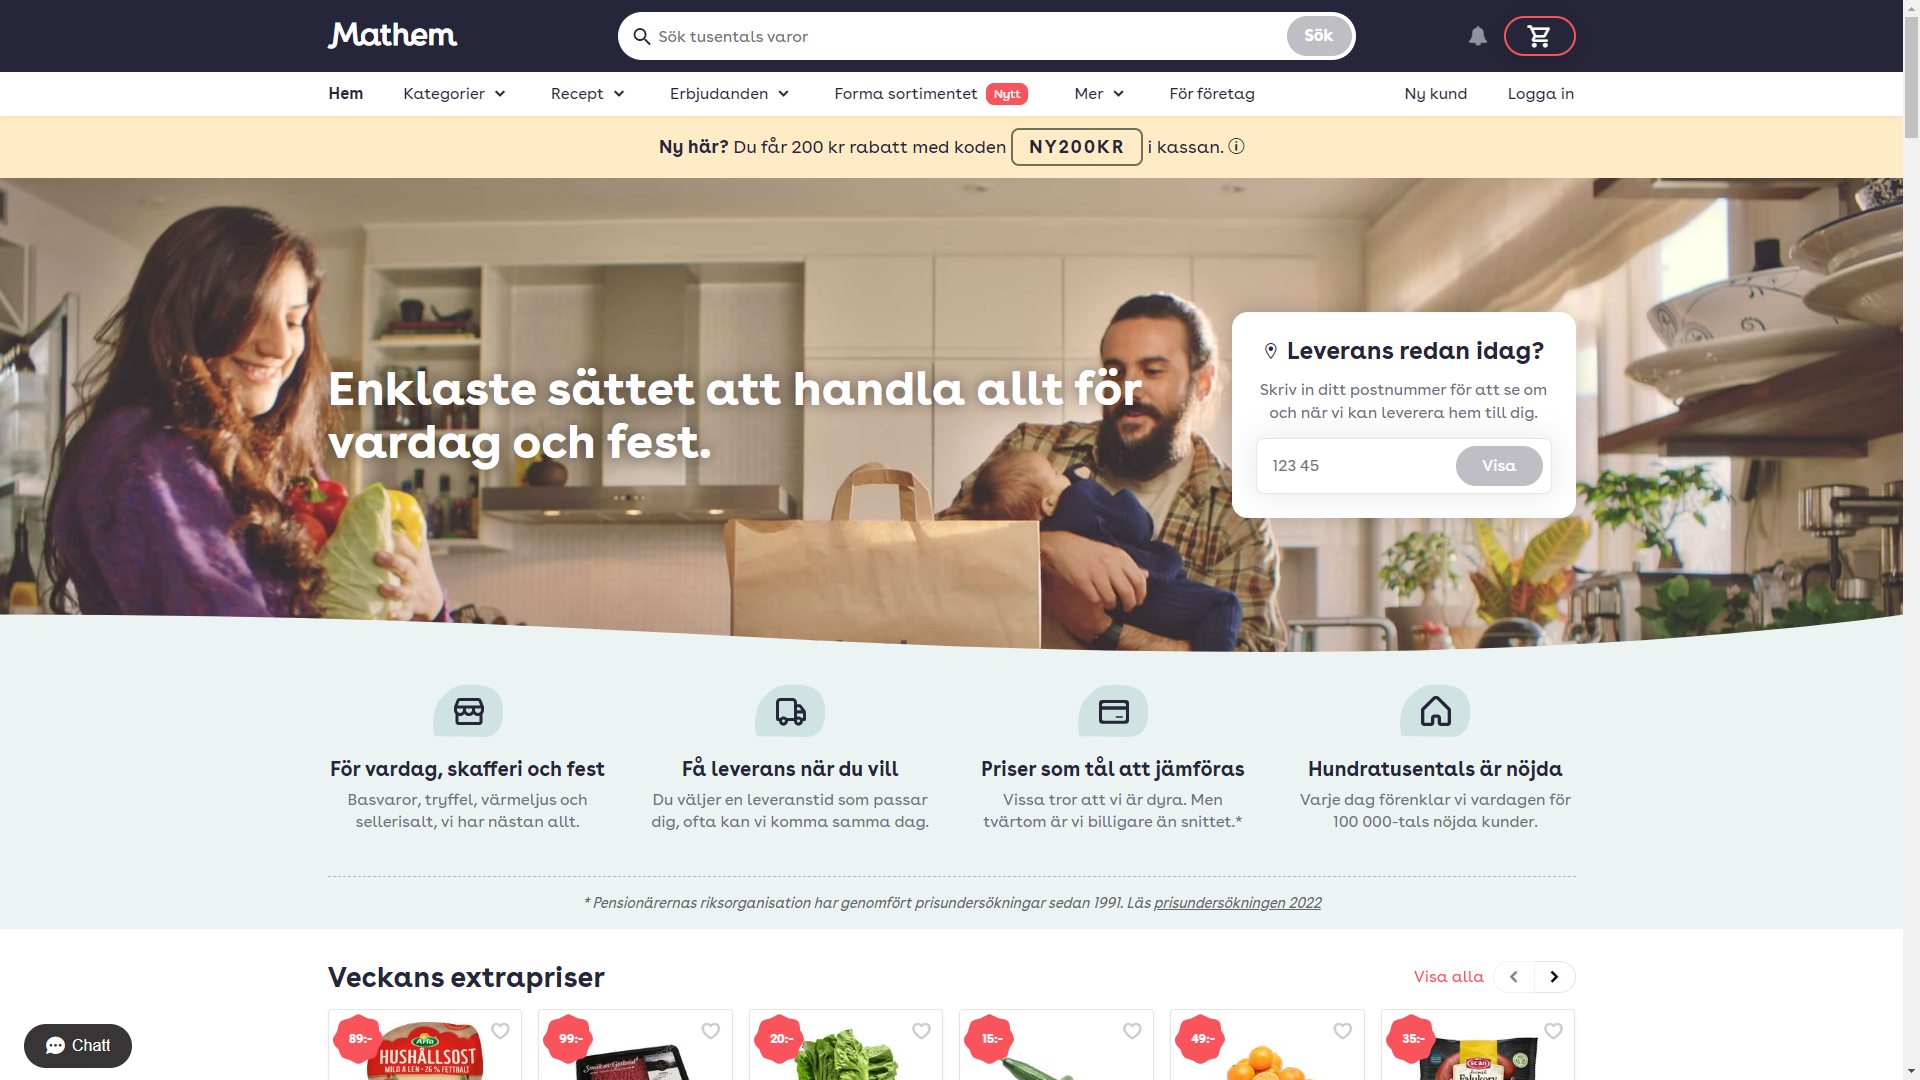 Mathem
Sök tusentals varor
Sök
Hem
Kategorier
Recept
Erbjudanden
Forma sortimentet
Nytt
Mer
För företag
Ny kund
Logga in
Ny här? Du får 200 kr rabatt med koden NY200KR i kassan.
Enklaste sättet att handla allt för
vardag och fest.
Leverans redan idag?
Skriv in ditt postnummer för att se om
och när vi kan leverera hem till dig.
123 45
Visa
För vardag, skafferi och fest
Basvaror, tryffel, värmeljus och
sellerisalt, vi har nästan allt.
Få leverans när du vill
Du väljer en leveranstid som passar
dig, ofta kan vi komma samma dag.
Priser som tål att jämföras
Vissa tror att vi är dyra. Men
tvärtom är vi billigare än snittet.*
Hundratusentals är nöjda
Varje dag förenklar vi vardagen för
100 000-tals nöjda kunder.
* Pensionärernas riksorganisation har genomfört prisundersökningar sedan 1991. Läs prisundersökningen 2022
Veckans extrapriser
Visa alla
89:-
Arla
HUSHÅLLSOST
MILD & LEN • 26 % FETTHALT
99:-
20:-
15:-
49:-
35:-
Scan
Falukorv
Chatt